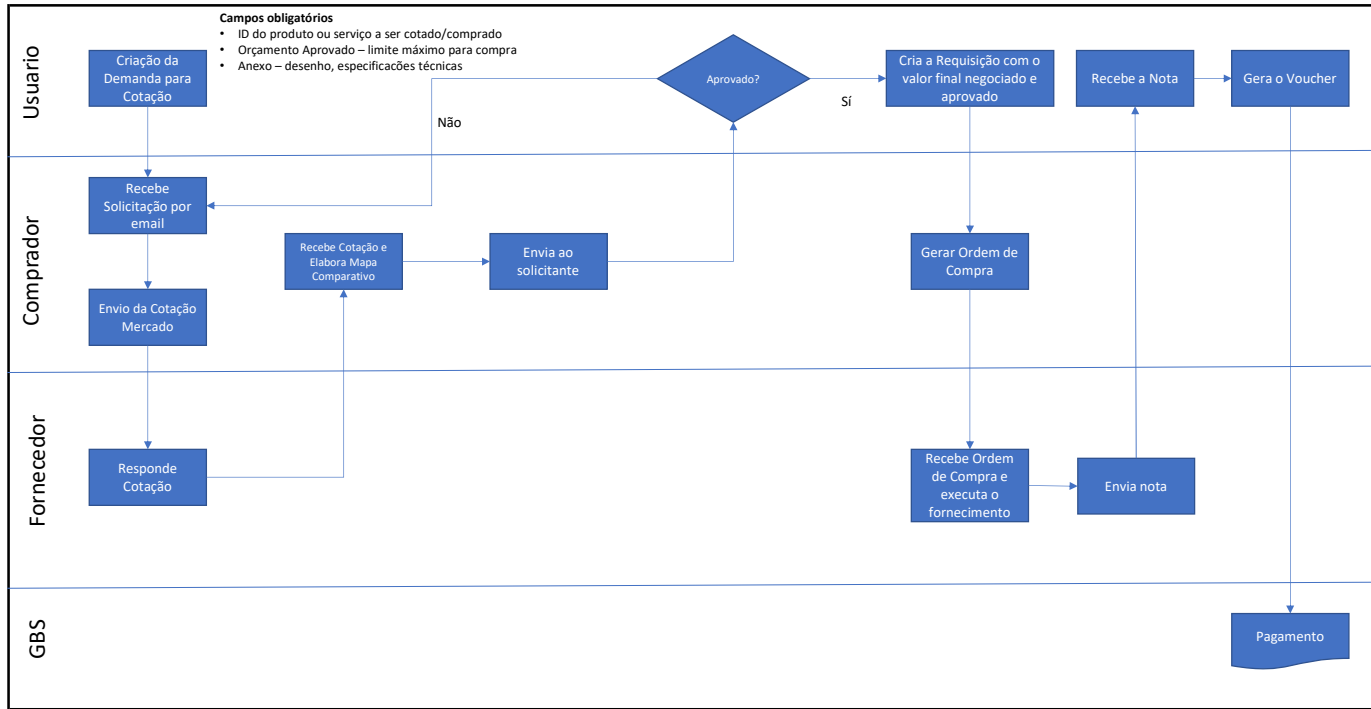 Campos obligatórios
• ID do produto ou serviço a ser cotado/comprado
• Orçamento Aprovado – limite máximo para compra
• Anexo – desenho, especificacões técnicas
Usuario
Criação da
Demanda para
Cotação
Aprovado?
Não
Sí
Cria a Requisição com o
valor final negociado e
aprovado
Recebe a Nota
Gera o Voucher
Comprador
Recebe
Solicitação por
email
Envio da Cotação
Mercado
Recebe Cotação e
Elabora Mapa
Comparativo
Envia ao
solicitante
Gerar Ordem de
Compra
Fornecedor
Responde
Cotação
Recebe Ordem
de Compra e
executa o
fornecimento
Envia nota
GBS
Pagamento